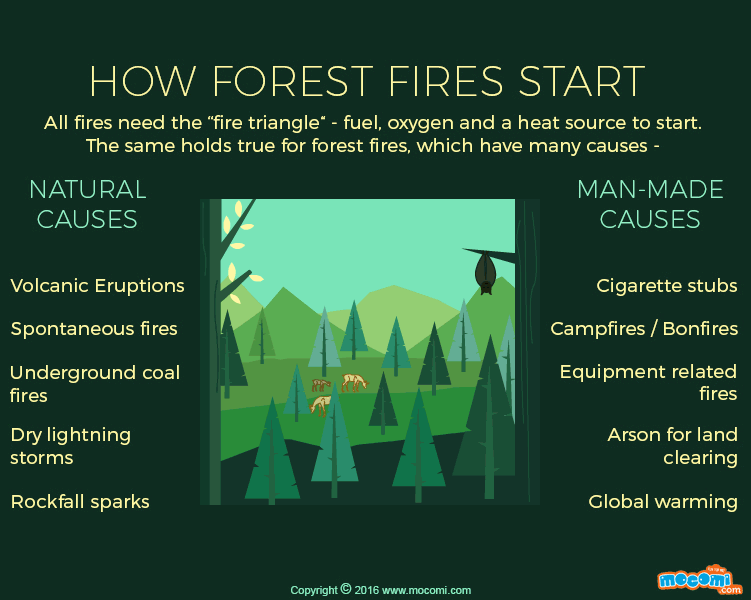 HOW FOREST FIRES START
All fires need the “fire triangle“ - fuel, oxygen and a heat source to start.
The same holds true for forest fires, which have many causes -
NATURAL
CAUSES
Volcanic Eruptions
Spontaneous fires
Underground coal
fires
Dry lightning
storms
Rockfall sparks
MAN-MADE
CAUSES
Cigarette stubs
Campfires / Bonfires
Equipment related
fires
Arson for land
clearing
Global warming
Copyright © 2016 www.mocomi.com
mocomi
.com